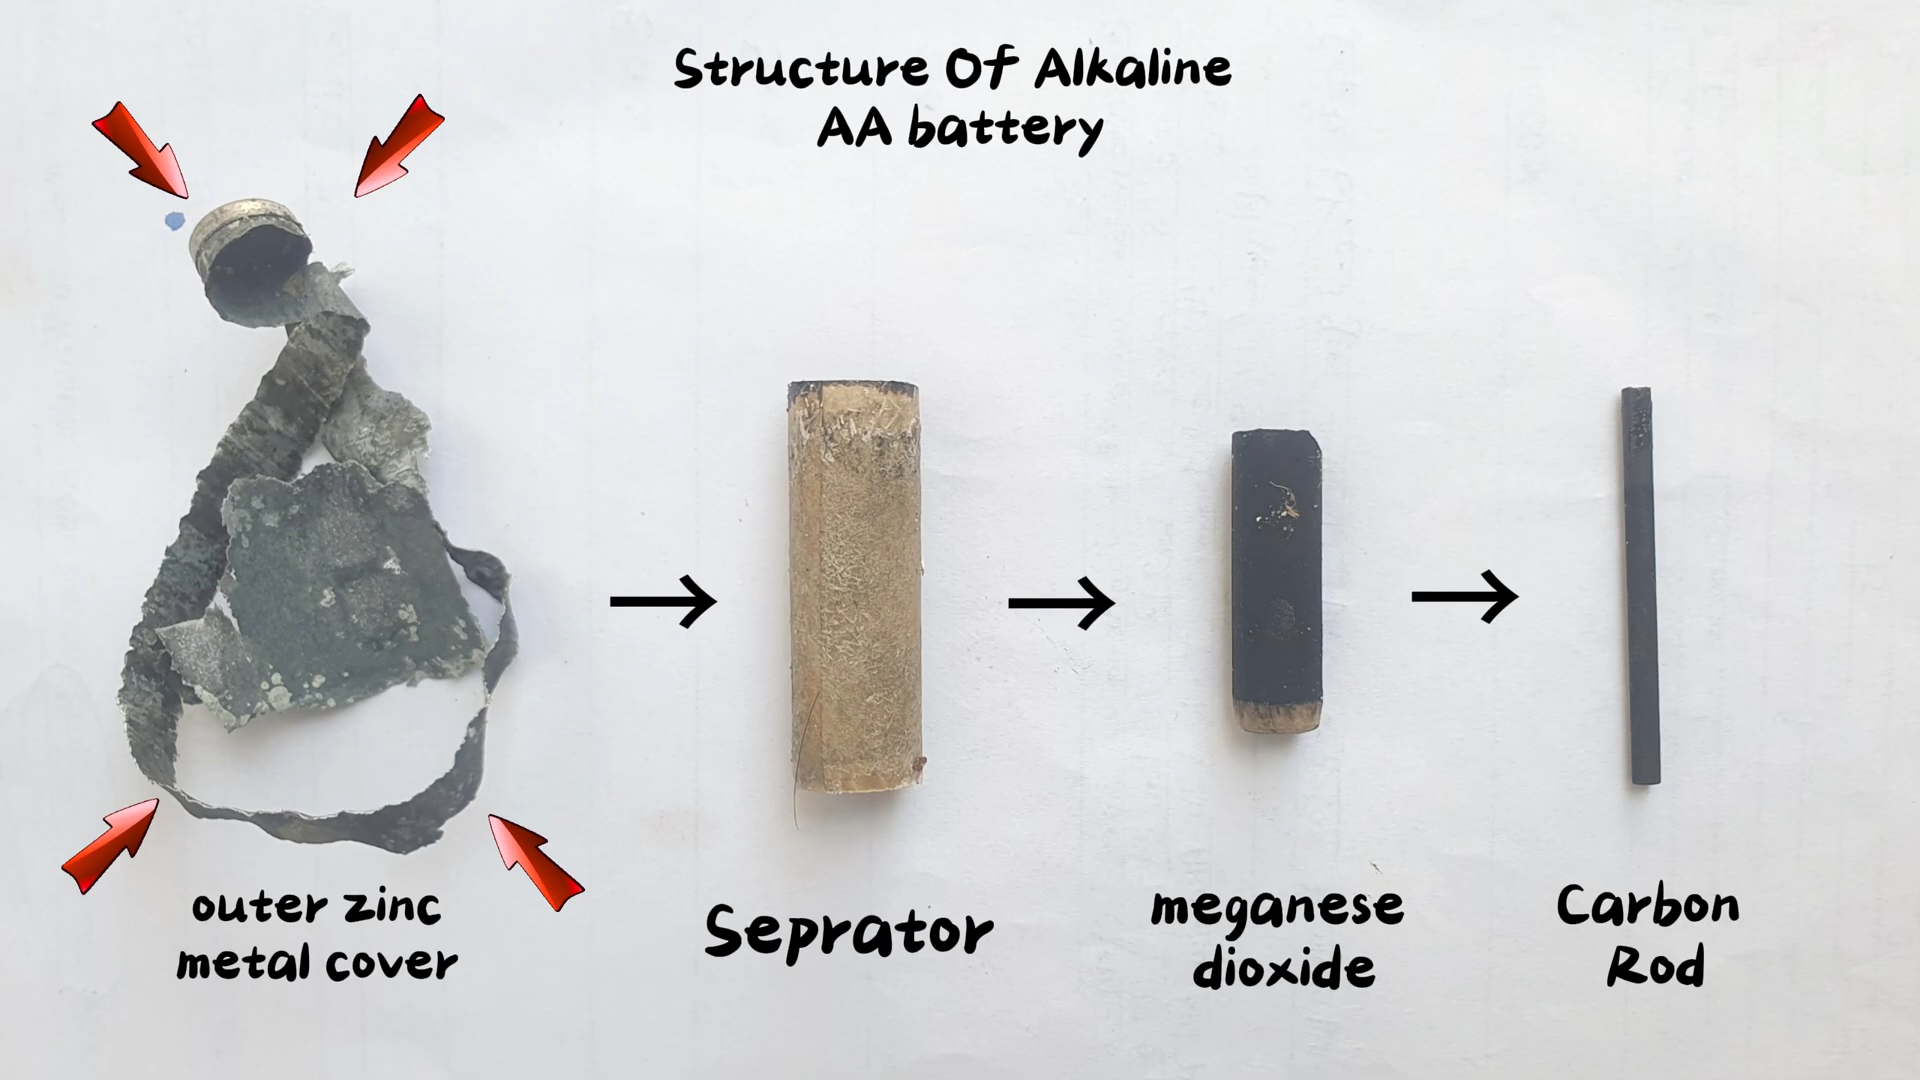 Structure Of Alkaline
AA battery
outer zinc
metal cover
Seprator
meganese
dioxide
Carbon
Rod